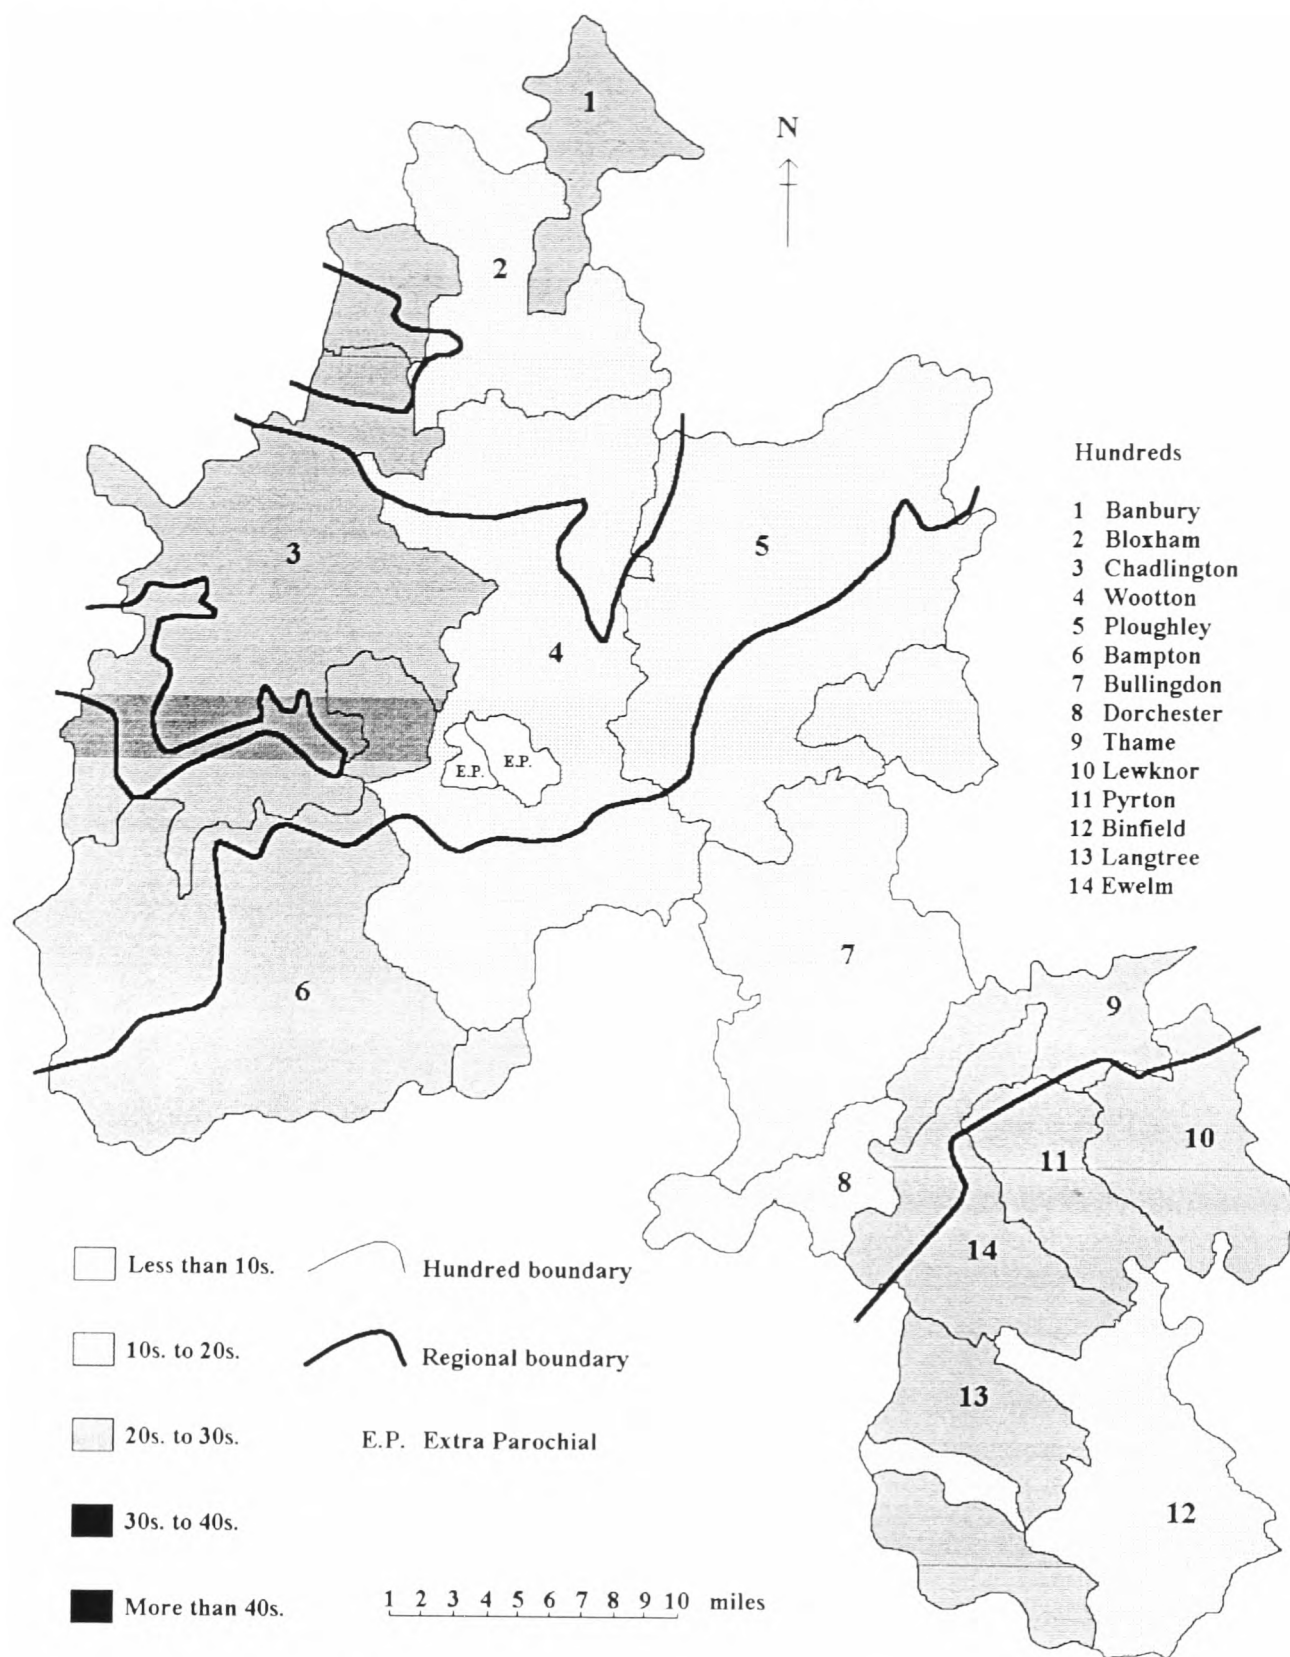 1
N
2
Hundreds
1 Banbury
2 Bloxham
3 Chadlington
4 Wootton
5 Ploughley
6 Bampton
7 Bullingdon
8 Dorchester
9 Thame
10 Lewknor
11 Pyrton
12 Binfield
13 Langtree
14 Ewelm
3
5
4
E.P.
E.P.
7
6
9
10
11
8
14
13
12
Less than 10s.
Hundred boundary
10s. to 20s.
Regional boundary
20s. to 30s.
E.P. Extra Parochial
30s. to 40s.
More than 40s.
1 2 3 4 5 6 7 8 9 10 miles